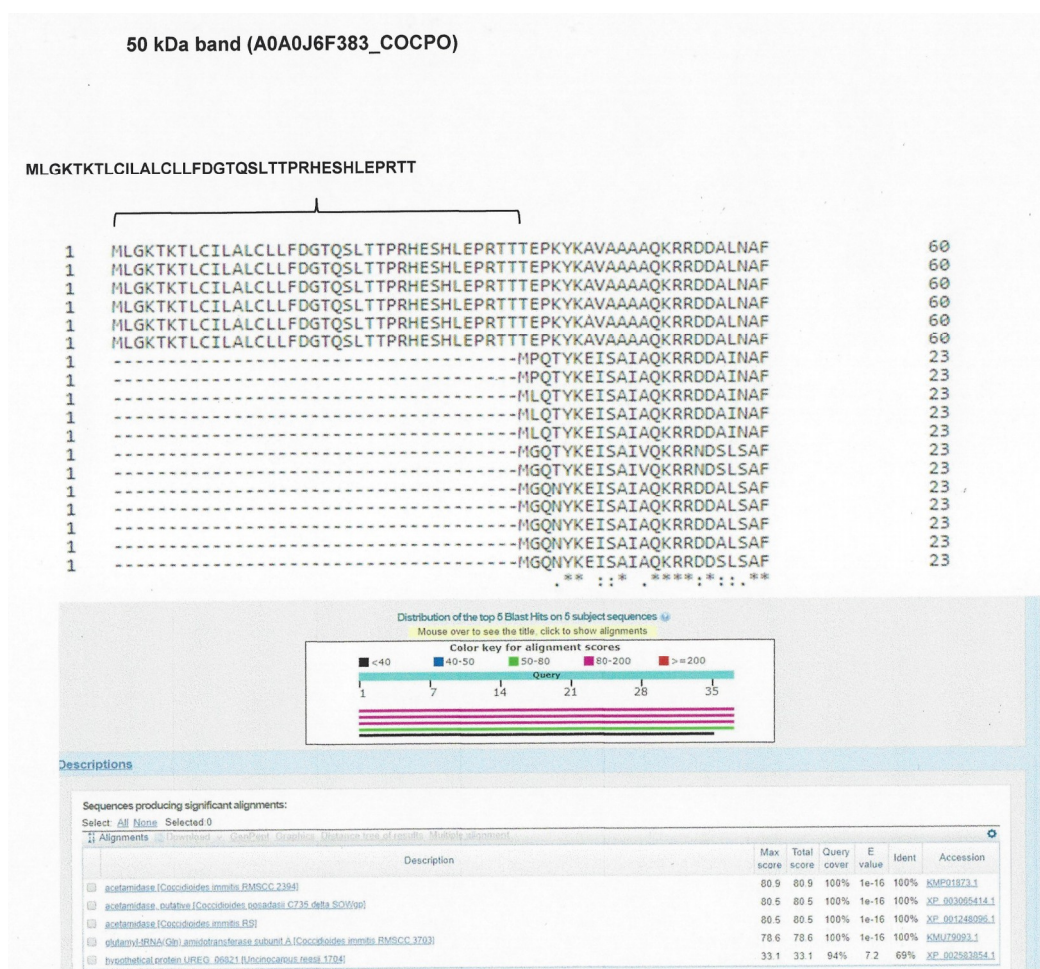 50 kDa band (A0A0J6F383_COCPO)
MLGKTKTLCILALCLLFDGTQSLTTPRHESHLEPRTT
1 MLGKTKTLCILALCLLFDGTQSLTTPRHESHLEPRTTTEPKYKAVAAAAQKRRDDALNAF 60
1 MLGKTKTLCILALCLLFDGTQSLTTPRHESHLEPRTTTEPKYKAVAAAAQKRRDDALNAF 60
1 MLGKTKTLCILALCLLFDGTQSLTTPRHESHLEPRTTTEPKYKAVAAAAQKRRDDALNAF 60
1 MLGKTKTLCILALCLLFDGTQSLTTPRHESHLEPRTTTEPKYKAVAAAAQKRRDDALNAF 60
1 MLGKTKTLCILALCLLFDGTQSLTTPRHESHLEPRTTTEPKYKAVAAAAQKRRDDALNAF 60
1 MLGKTKTLCILALCLLFDGTQSLTTPRHESHLEPRTTTEPKYKAVAAAAQKRRDDALNAF 60
1 -------------------------------------MPQTYKEISAIAQKRRDDAINAF 23
1 -------------------------------------MPQTYKEISAIAQKRRDDAINAF 23
1 -------------------------------------MLQTYKEISAIAQKRRDDAINAF 23
1 -------------------------------------MLQTYKEISAIAQKRRDDAINAF 23
1 -------------------------------------MLQTYKEISAIAQKRRDDAINAF 23
1 -------------------------------------MGQTYKEISAIVQKRRNDSLSAF 23
1 -------------------------------------MGQTYKEISAIVQKRRNDSLSAF 23
1 -------------------------------------MGQNYKEISAIAQKRRDDALSAF 23
1 -------------------------------------MGQNYKEISAIAQKRRDDALSAF 23
1 -------------------------------------MGQNYKEISAIAQKRRDDALSAF 23
1 -------------------------------------MGQNYKEISAIAQKRRDDALSAF 23
1 -------------------------------------MGQNYKEISAIAQKRRDDSLSAF 23
.** ::* .****:*::.**
Distribution of the top 5 Blast Hits on 5 subject sequences
Mouse over to see the title, click to show alignments
Color key for alignment scores
<40 40-50 50-80 80-200 >=200
Query
1 7 14 21 28 35
Descriptions
Sequences producing significant alignments:
Select: All None Selected:0
Alignments Download GenPept Graphics Distance tree of results Multiple alignment
Description Max score Total score Query cover E value Ident Accession
acetamidase [Coccidioides immitis RMSCC 2394] 80.9 80.9 100% 1e-16 100% KMP01873.1
acetamidase, putative [Coccidioides posadasii C735 delta SOWgp] 80.5 80.5 100% 1e-16 100% XP_003065414.1
acetamidase [Coccidioides immitis RS] 80.5 80.5 100% 1e-16 100% XP_001248096.1
glutamyl-tRNA(Gln) amidotransferase subunit A [Coccidioides immitis RMSCC 3703] 78.6 78.6 100% 1e-16 100% KMU79093.1
hypothetical protein UREG_06821 [Uncinocarpus reesii 1704] 33.1 33.1 94% 7.2 69% XP_002583854.1